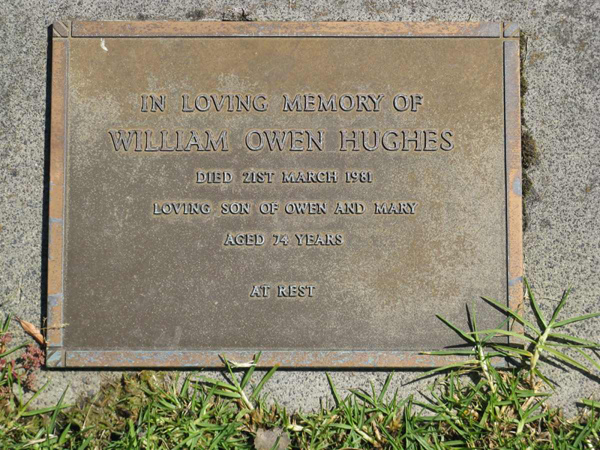 IN LOVING MEMORY OF
WILLIAM OWEN HUGHES
DIED 21ST MARCH 1981
LOVING SON OF OWEN AND MARY
AGED 74 YEARS
AT REST